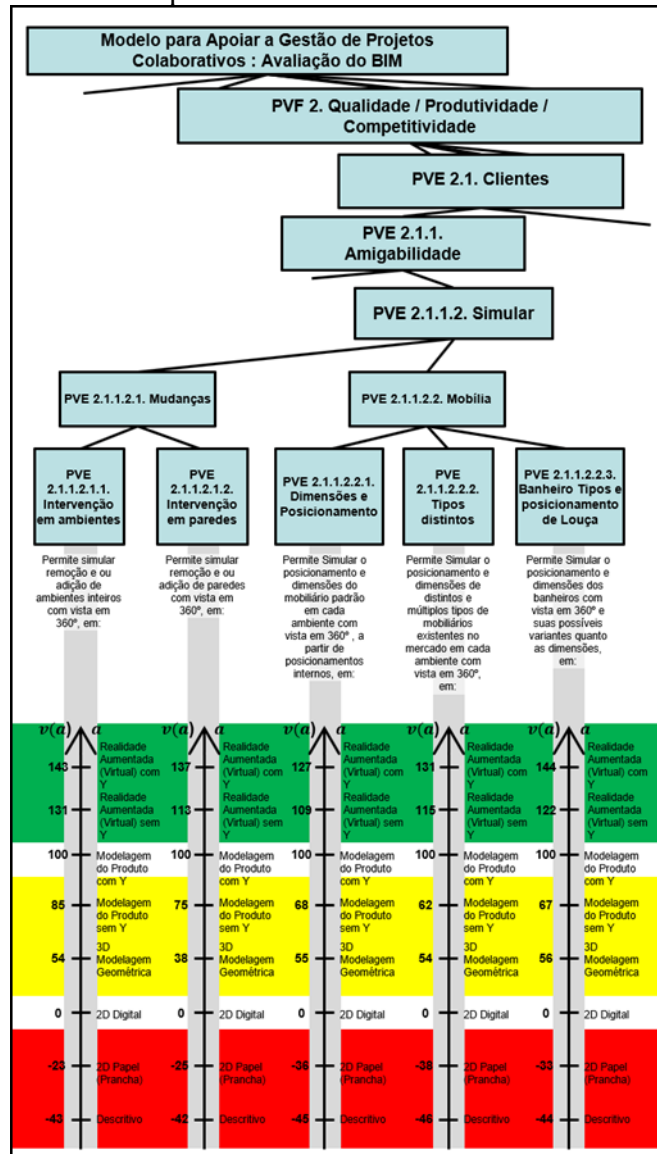 Modelo para Apoiar a Gestão de Projetos
Colaborativos : Avaliação do BIM
PVF 2. Qualidade / Produtividade /
Competitividade
PVE 2.1. Clientes
PVE 2.1.1.
Amigabilidade
PVE 2.1.1.2. Simular
PVE 2.1.1.2.1. Mudanças
PVE 2.1.1.2.2. Mobília
PVE
2.1.1.2.1.1.
Intervenção
em ambientes
PVE
2.1.1.2.1.2.
Intervenção
em paredes
PVE 2.1.1.2.2.1.
Dimensões e
Posicionamento
PVE
2.1.1.2.2.2.
Tipos
distintos
PVE 2.1.1.2.2.3.
Banheiro Tipos e
posicionamento
de Louça
Permite simular
remoção e ou
adição de
ambientes inteiros
com vista em
360º, em:
Permite simular
remoção e ou
adição de paredes
com vista em
360º, em:
Permite Simular o
posicionamento e
dimensões do
mobiliário padrão
em cada
ambiente com
vista em 360º , a
partir de
posicionamentos
internos, em:
Permite Simular o
posicionamento e
dimensões de
distintos e
múltiplos tipos de
mobiliários
existentes no
mercado em cada
ambiente com
vista em 360º,
em:
Permite Simular o
posicionamento e
dimensões dos
banheiros com
vista em 360º e
suas possíveis
variantes quanto
as dimensões,
em:
v(a) a
143 Realidade
Aumentada
(Virtual) com
Y
131 Realidade
Aumentada
(Virtual) sem
Y
100 Modelagem
do Produto
com Y
85 Modelagem
do Produto
sem Y
54 3D
Modelagem
Geométrica
0 2D Digital
-23 2D Papel
(Prancha)
-43 Descritivo
v(a) a
137 Realidade
Aumentada
(Virtual) com
Y
113 Realidade
Aumentada
(Virtual) sem
Y
100 Modelagem
do Produto
com Y
75 Modelagem
do Produto
sem Y
38 3D
Modelagem
Geométrica
0 2D Digital
-25 2D Papel
(Prancha)
-42 Descritivo
v(a) a
127 Realidade
Aumentada
(Virtual) com
Y
109 Realidade
Aumentada
(Virtual) sem
Y
100 Modelagem
do Produto
com Y
68 Modelagem
do Produto
sem Y
55 3D
Modelagem
Geométrica
0 2D Digital
-36 2D Papel
(Prancha)
-45 Descritivo
v(a) a
131 Realidade
Aumentada
(Virtual) com
Y
115 Realidade
Aumentada
(Virtual) sem
Y
100 Modelagem
do Produto
com Y
62 Modelagem
do Produto
sem Y
54 3D
Modelagem
Geométrica
0 2D Digital
-38 2D Papel
(Prancha)
-46 Descritivo
v(a) a
144 Realidade
Aumentada
(Virtual) com
Y
122 Realidade
Aumentada
(Virtual) sem
Y
100 Modelagem
do Produto
com Y
67 Modelagem
do Produto
sem Y
56 3D
Modelagem
Geométrica
0 2D Digital
-33 2D Papel
(Prancha)
-44 Descritivo